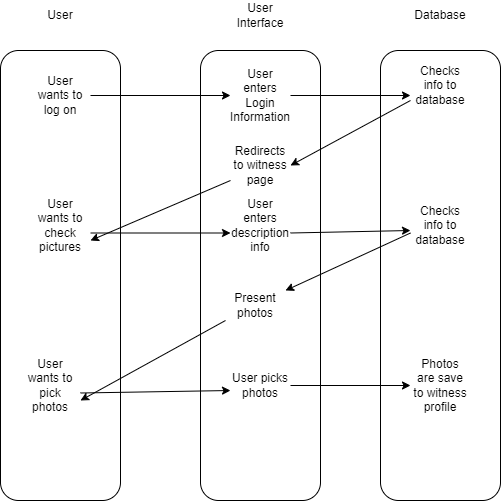 User
User
Interface
Database
User
wants to
log on
User
enters
Login
Information
Checks
info to
database
Redirects
to witness
page
User
wants to
check
pictures
User
enters
description
info
Checks
info to
database
Present
photos
User
wants to
pick
photos
User picks
photos
Photos
are save
to witness
profile